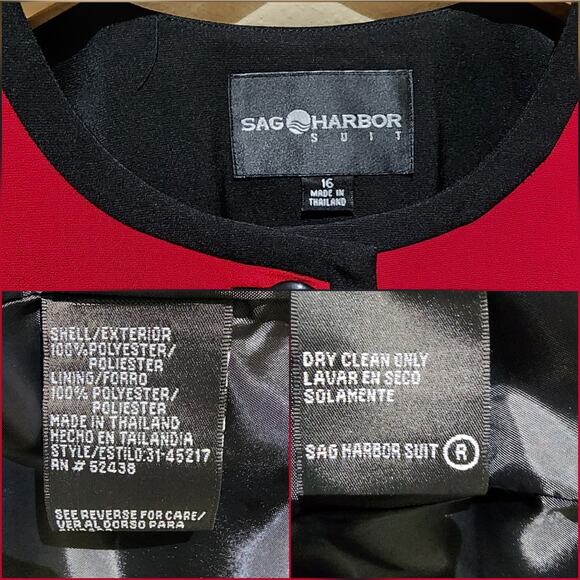 SAG HARBOR
SUIT
16
MADE IN
THAILAND
SHELL/EXTERIOR
100%POLYESTER/
POLIESTER
LINING/FORRO
100% POLYESTER/
POLIESTER
MADE IN THAILAND
HECHO EN TAILANDIA
STYLE/ESTILO:31-45217
RN# 52438
SEE REVERSE FOR CARE/
VER AL DORSO PARA
DRY CLEAN ONLY
LAVAR EN SECO
SOLAMENTE
SAG HARBOR SUIT ®